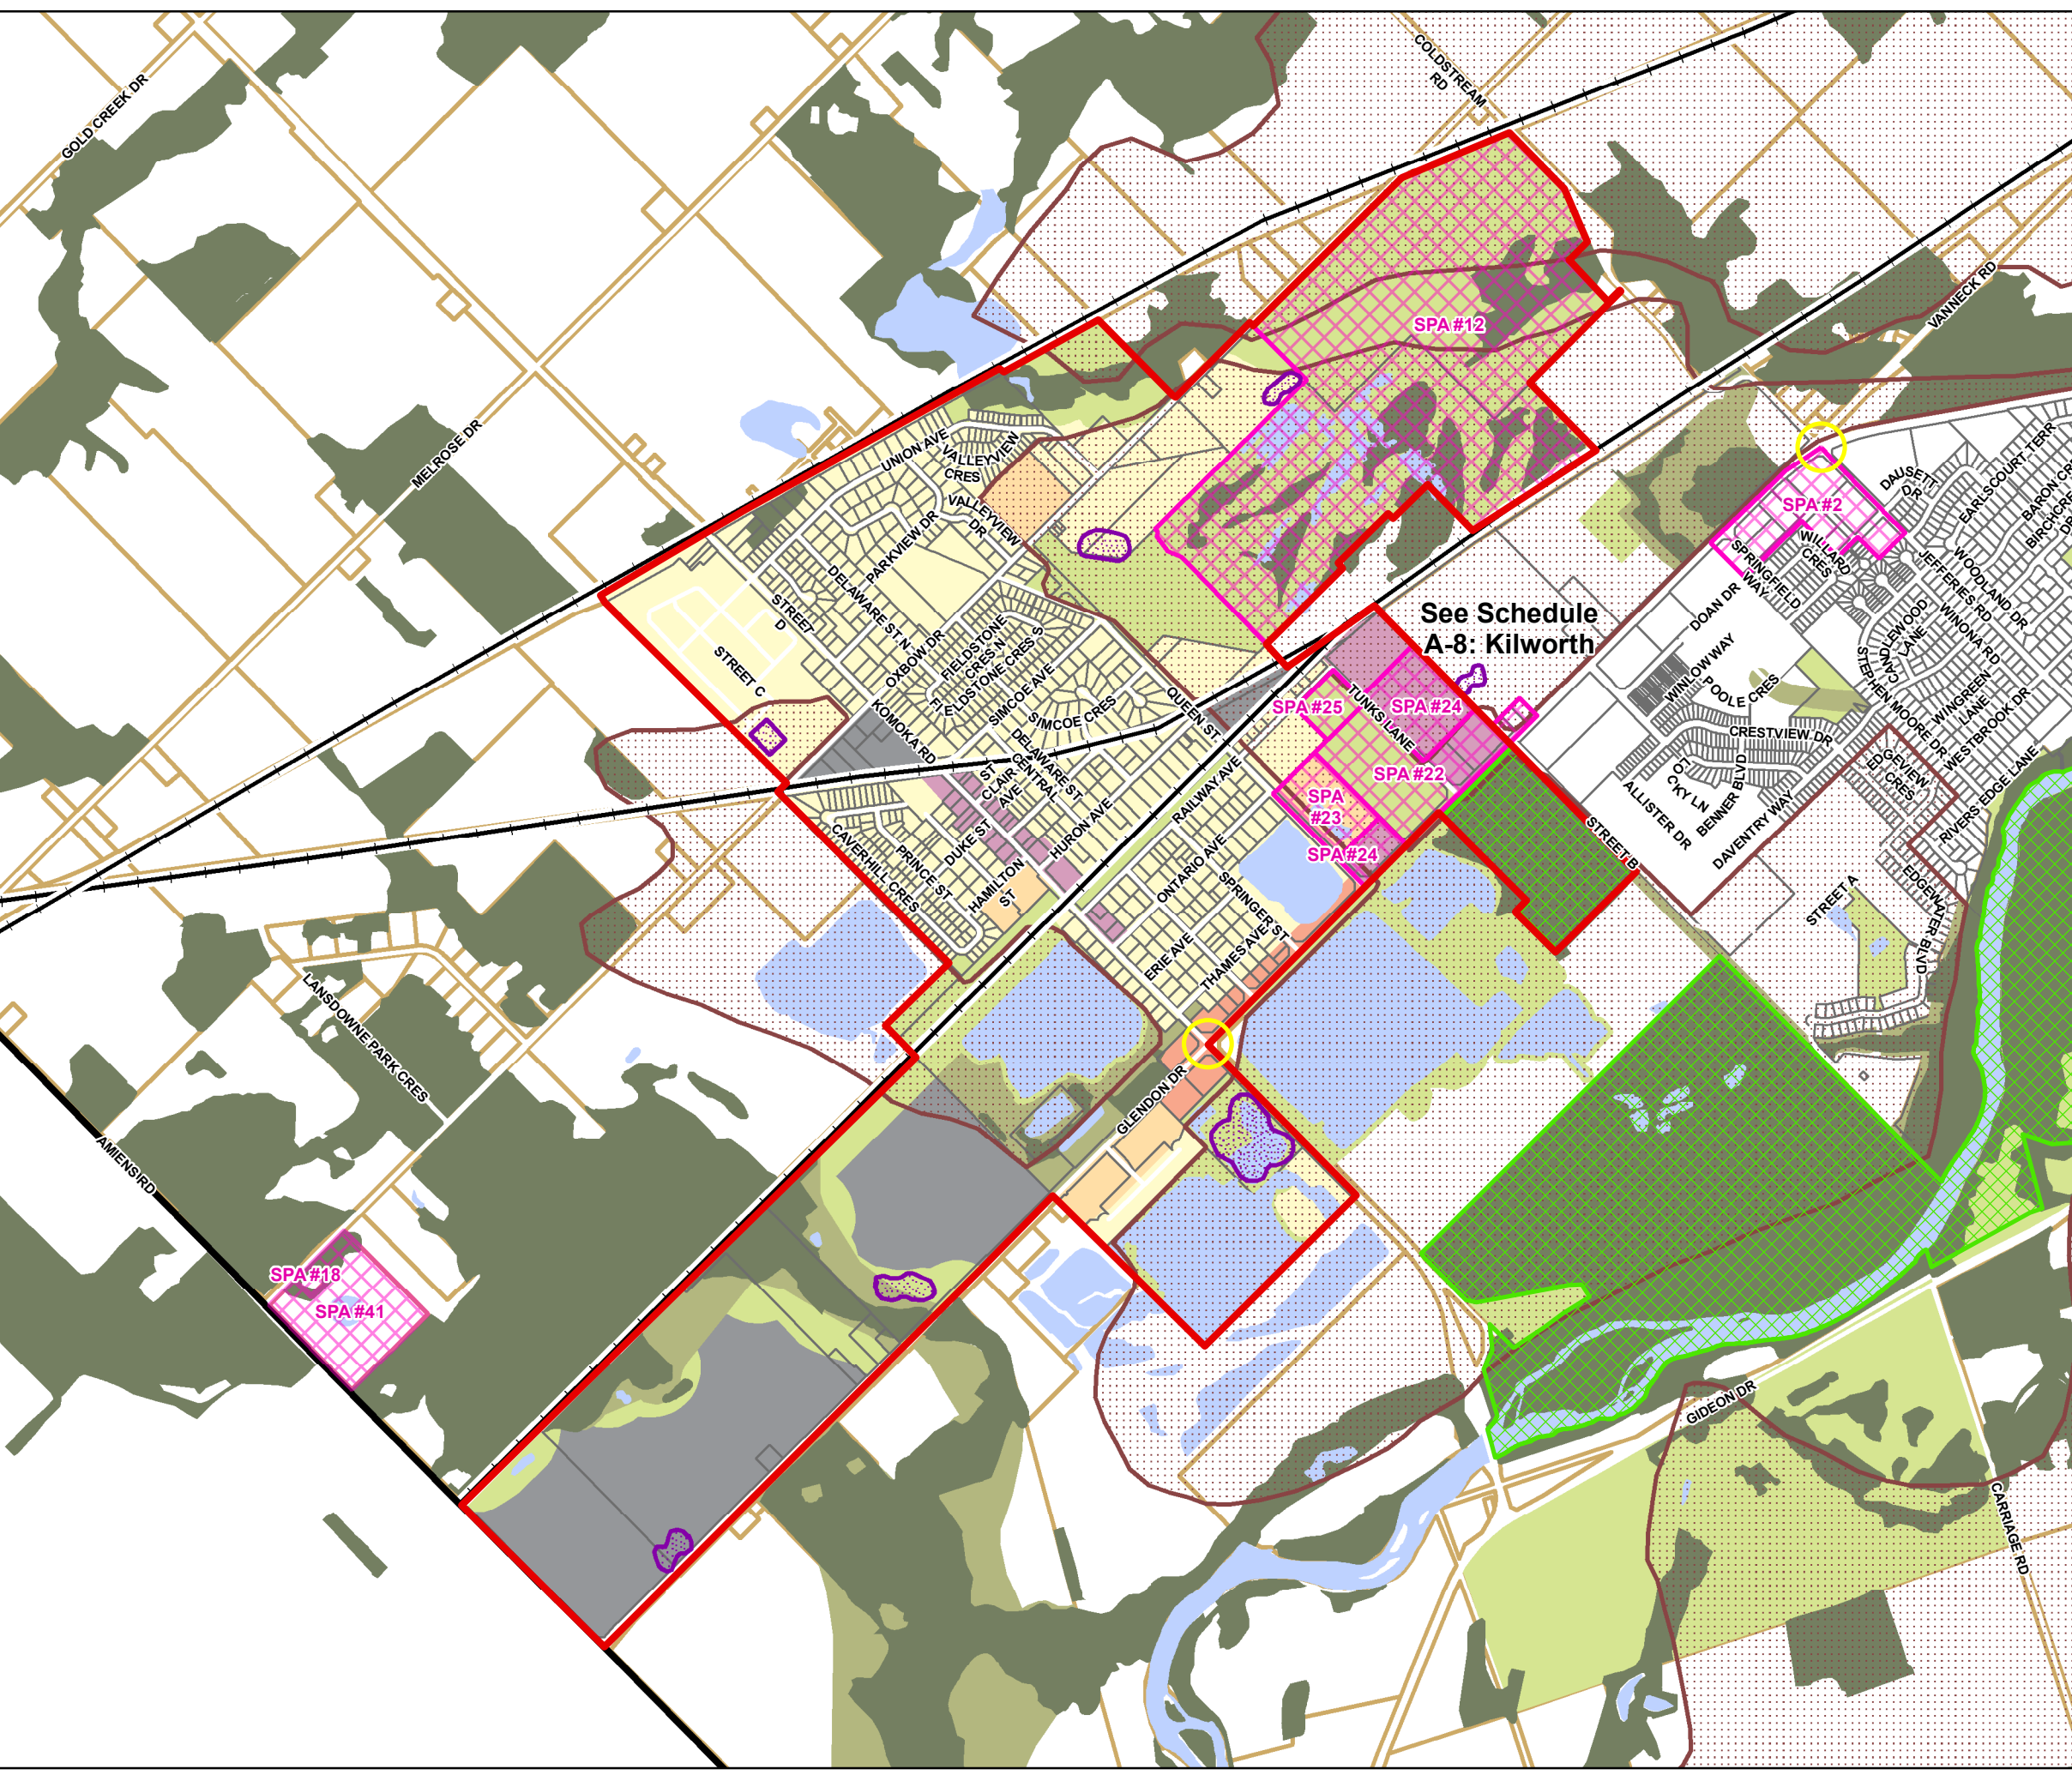 COLDSTREAM
RD
GOLD CREEK DR
VANNECK RD
SPA #12
MELROSE DR
UNION AVE
VALLEYVIEW
CRES
VALLEYVIEW
DR
PARKVIEW DR
DELAWARE ST N
STREET
D
STREET C
OXBOW DR
FIELDSTONE
CRES N
FIELDSTONE CRES S
SIMCOE AVE
SIMCOE CRES
QUEEN ST
KOMOKA RD
See Schedule
A-8: Kilworth
SPA #2
DAUSETT
DR
EARLSCOURT TERR
BARON CR
BIRCHCRE
DR
WILLARD
CRES
SPRINGFIELD
WAY
JEFFERIES RD
WOODLAND DR
WINONA RD
DOAN DR
CANDLEWOOD
LANE
STEPHEN MOORE DR
WINGREEN
LANE
WESTBROOK DR
WINLOW WAY
POOLE CRES
CRESTVIEW DR
LOCKY LN
BENNER BLVD
ALLISTER DR
DAVENTRY WAY
EDGEVIEW
CRES
RIVERS EDGE LANE
EDGEWATER BLVD
STREET A
STREET B
SPA #25
TUNKS LANE
SPA #24
SPA #22
SPA
#23
SPA #24
DELAWARE ST
CENTRAL
AVE
CLAIR
ST
RAILWAY AVE
HURON AVE
DUKE ST
PRINCE ST
CAVERHILL CRES
HAMILTON
ST
ONTARIO AVE
SPRINGER ST
ERIE AVE
THAMES AVE
GLENDON DR
LANSDOWNE PARK CRES
AMIENS RD
SPA #18
SPA #41
GIDEON DR
CARRIAGE RD